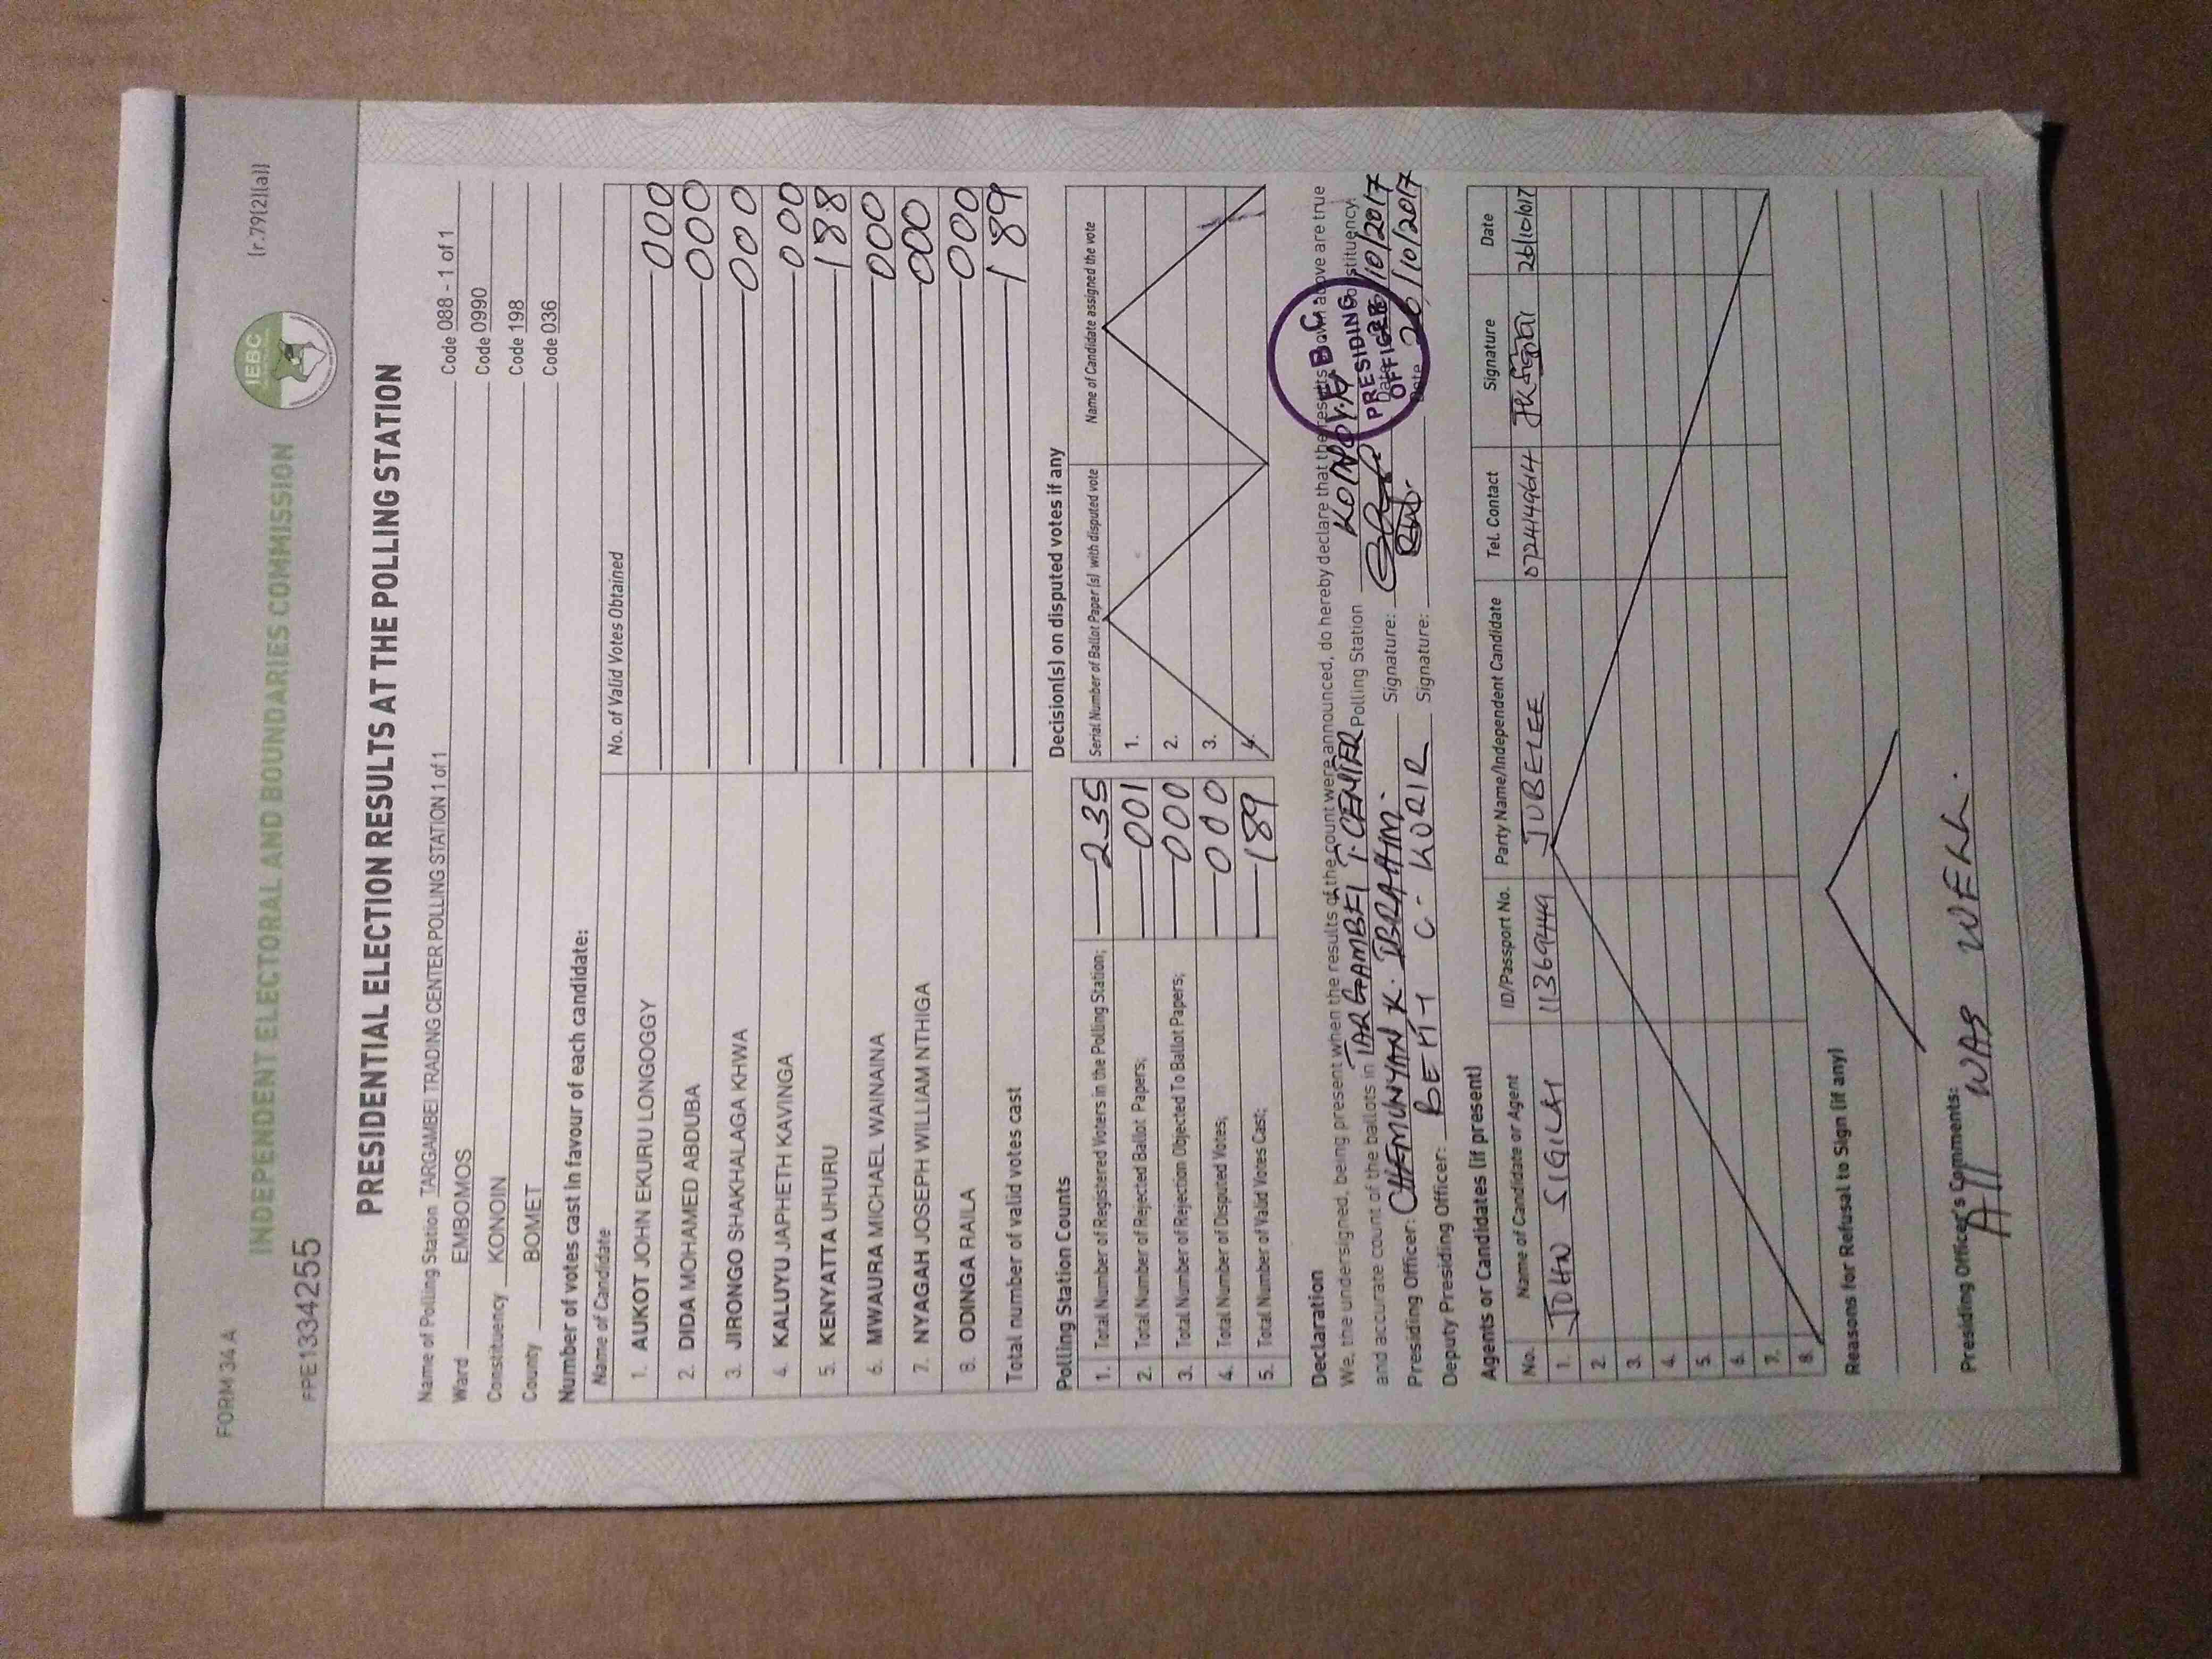 FORM 34 A
(r.79(2)(a))
IEBC
INDEPENDENT ELECTORAL AND BOUNDARIES COMMISSION
PPE1334255
PRESIDENTIAL ELECTION RESULTS AT THE POLLING STATION
Name of Polling Station TARGAMBEI TRADING CENTER POLLING STATION 1 of 1 Code 088 - 1 of 1
Ward EMBOMOS Code 0990
Constituency KONOIN Code 198
County BOMET Code 036
Number of votes cast in favour of each candidate:
Name of Candidate No. of Valid Votes Obtained
1. AUKOT JOHN EKURU LONGOGGY 000
2. DIDA MOHAMED ABDUBA 000
3. JIRONGO SHAKHALAGA KHWA 000
4. KALUYU JAPHETH KAVINGA 000
5. KENYATTA UHURU 188
6. MWAURA MICHAEL WAINAINA 000
7. NYAGAH JOSEPH WILLIAM NTHIGA 000
8. ODINGA RAILA 000
Total number of valid votes cast 189
Polling Station Counts
1. Total Number of Registered Voters in the Polling Station; 235
2. Total Number of Rejected Ballot Papers; 001
3. Total Number of Rejection Objected To Ballot Papers; 000
4. Total Number of Disputed Votes; 000
5. Total Number of Valid Votes Cast; 189
Decision(s) on disputed votes if any
Serial Number of Ballot Paper (s) with disputed vote Name of Candidate assigned the vote
1.
2.
3.
4.
Declaration
We, the undersigned, being present when the results of the count were announced, do hereby declare that the results shown above are true
and accurate count of the ballots in TARGAMBEI T. CENTER Polling Station KONOYIN Constituency.
Presiding Officer: CHEMUNYAN K. IBRAHIM. Signature: Date 26/10/2017
Deputy Presiding Officer: BETTY C. KORIR Signature: Date 26/10/2017
I.E.B.C.
PRESIDING
OFFICER
Agents or Candidates (if present)
No. Name of Candidate or Agent ID/Passport No. Party Name/Independent Candidate Tel. Contact Signature Date
1. JOHN SIGILAI 11369449 JUBELEE 0724149614 26/10/017
2.
3.
4.
5.
6.
7.
8.
Reasons for Refusal to Sign (if any)
Presiding Officer's Comments:
All WAS WELL.